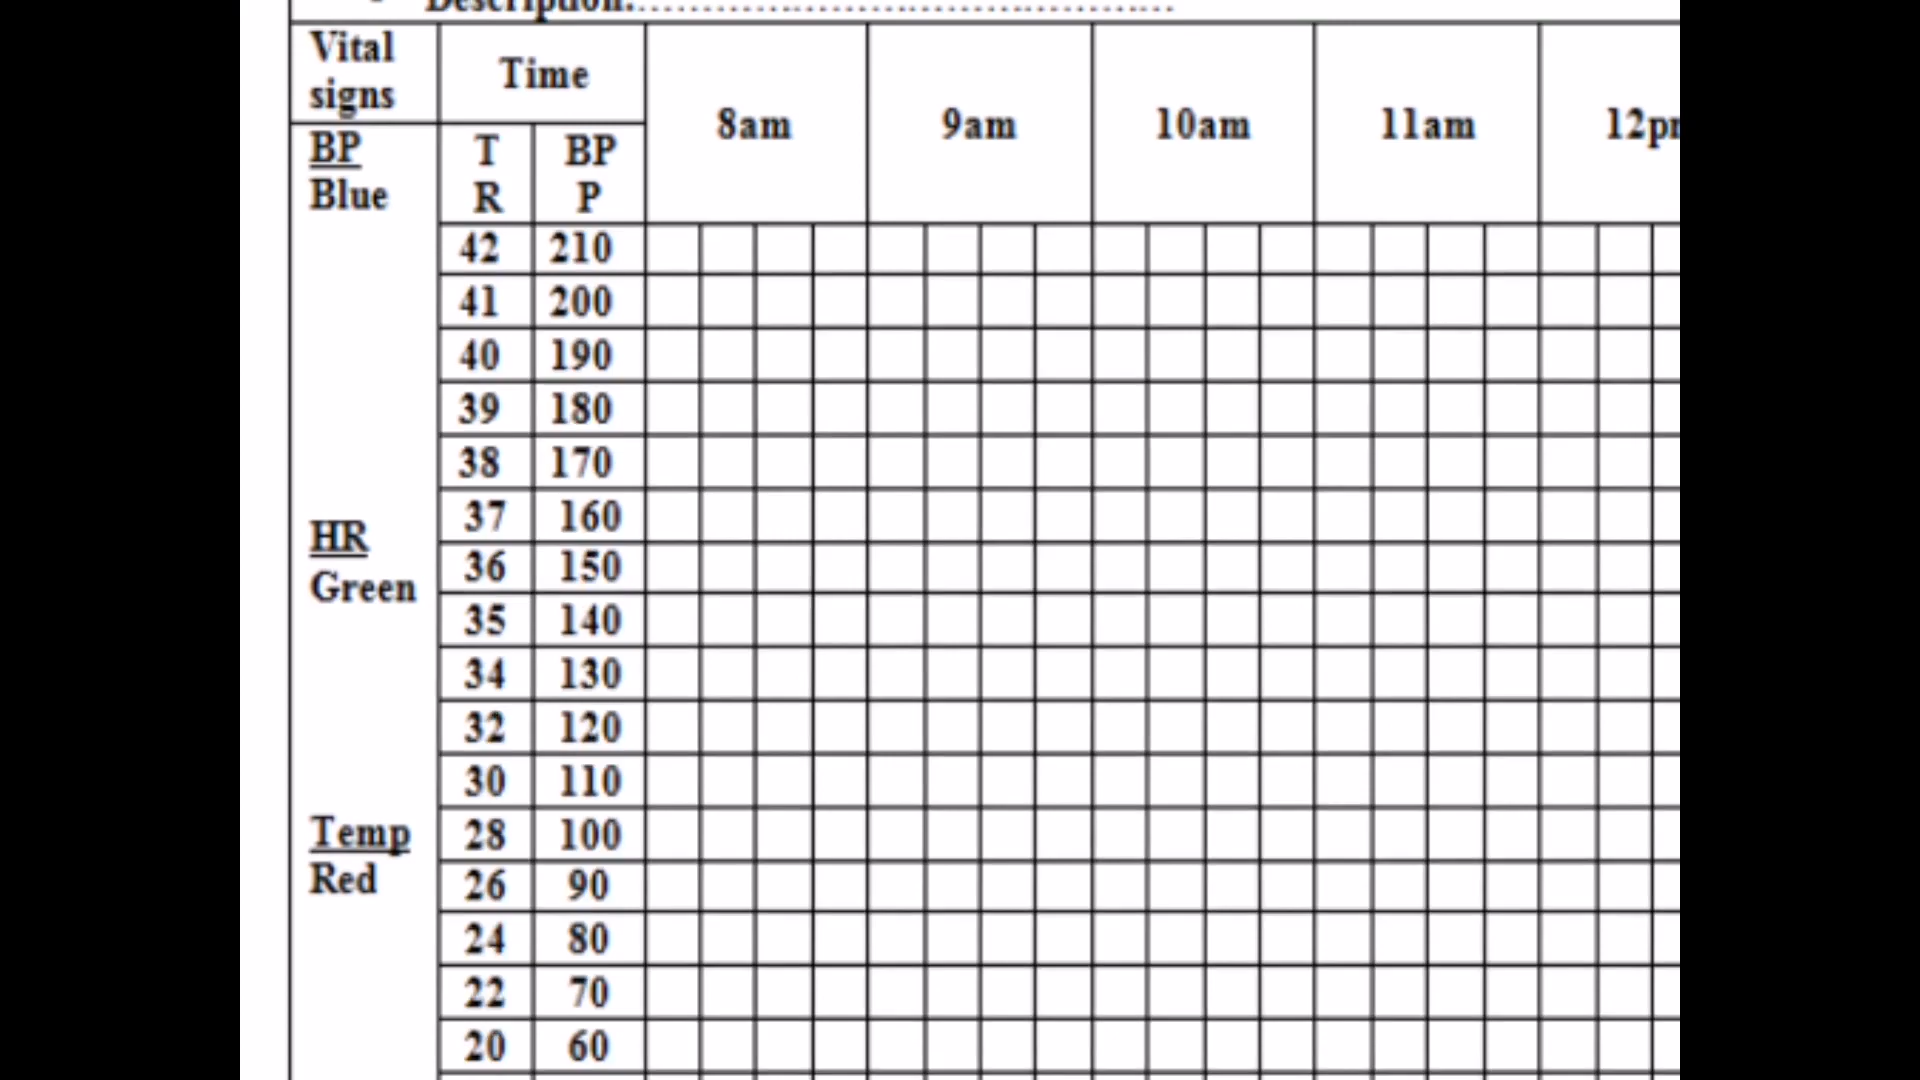 Description:.......................................
Vital
signs
Time
8am
9am
10am
11am
BP
Blue
T
R
BP
P
42 210
41 200
40 190
39 180
38 170
37 160
HR
Green
36 150
35 140
34 130
32 120
30 110
Temp
Red
28 100
26 90
24 80
22 70
20 60